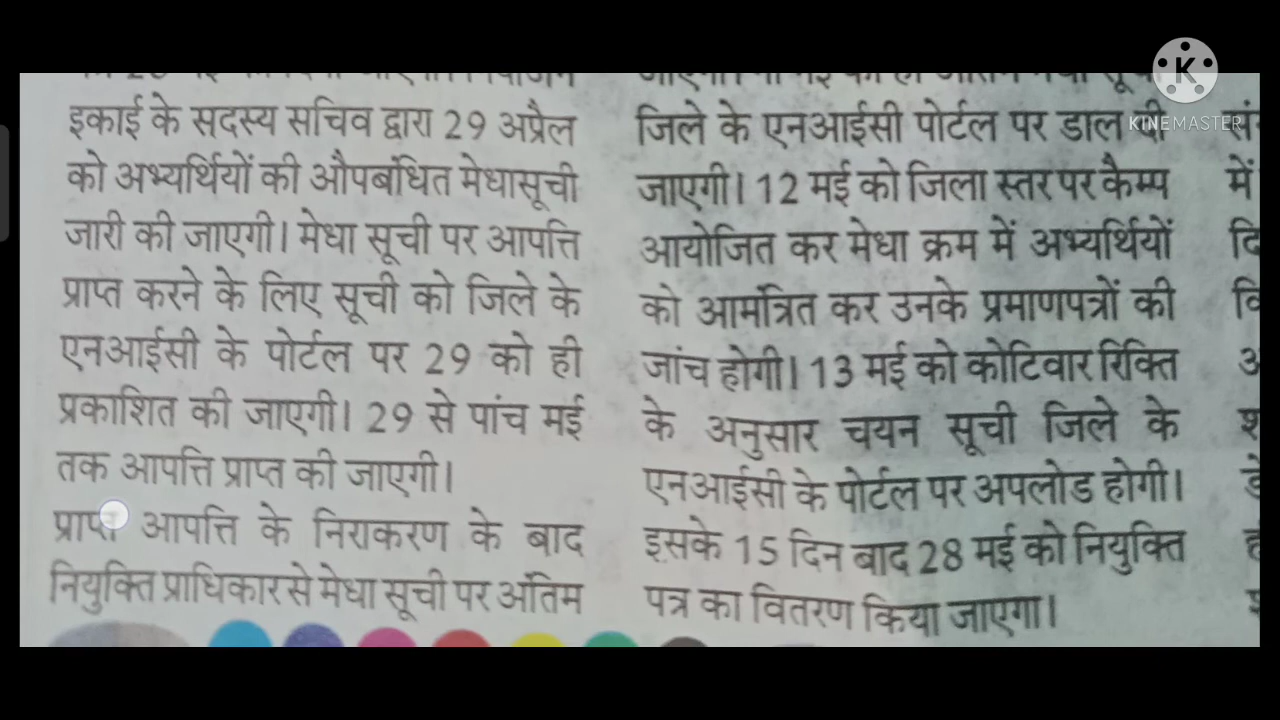 इकाई के सदस्य सचिव द्वारा 29 अप्रैल
को अभ्यर्थियों की औपबंधित मेधासूची
जारी की जाएगी। मेधा सूची पर आपत्ति
प्राप्त करने के लिए सूची को जिले के
एनआईसी के पोर्टल पर 29 को ही
प्रकाशित की जाएगी। 29 से पांच मई
तक आपत्ति प्राप्त की जाएगी।
प्राप्त आपत्ति के निराकरण के बाद
नियुक्ति प्राधिकार से मेधा सूची पर अंतिम
जिले के एनआईसी पोर्टल पर डाल दी
जाएगी। 12 मई को जिला स्तर पर कैम्प
आयोजित कर मेधा क्रम में अभ्यर्थियों
को आमंत्रित कर उनके प्रमाणपत्रों की
जांच होगी। 13 मई को कोटिवार रिक्ति
के अनुसार चयन सूची जिले के
एनआईसी के पोर्टल पर अपलोड होगी।
इसके 15 दिन बाद 28 मई को नियुक्ति
पत्र का वितरण किया जाएगा।
में
K
KINEMASTER